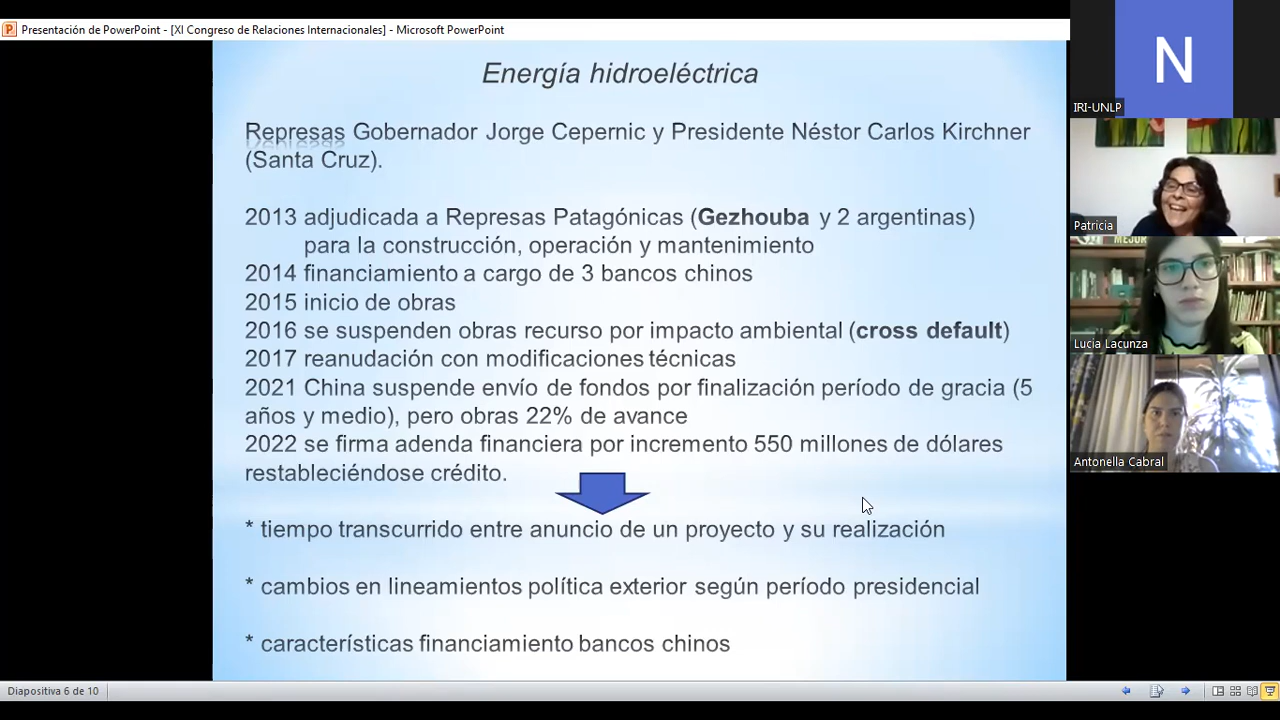 Presentación de PowerPoint - [XI Congreso de Relaciones Internacionales] - Microsoft PowerPoint
Energía hidroeléctrica
Represas Gobernador Jorge Cepernic y Presidente Néstor Carlos Kirchner
(Santa Cruz).
2013 adjudicada a Represas Patagónicas (Gezhouba y 2 argentinas)
para la construcción, operación y mantenimiento
2014 financiamiento a cargo de 3 bancos chinos
2015 inicio de obras
2016 se suspenden obras recurso por impacto ambiental (cross default)
2017 reanudación con modificaciones técnicas
2021 China suspende envío de fondos por finalización período de gracia (5
años y medio), pero obras 22% de avance
2022 se firma adenda financiera por incremento 550 millones de dólares
restableciéndose crédito.
* tiempo transcurrido entre anuncio de un proyecto y su realización
* cambios en lineamientos política exterior según período presidencial
* características financiamiento bancos chinos
Diapositiva 6 de 10
N
IRI-UNLP
Patricia
MEJOR
Lucia Lacunza
Antonella Cabral